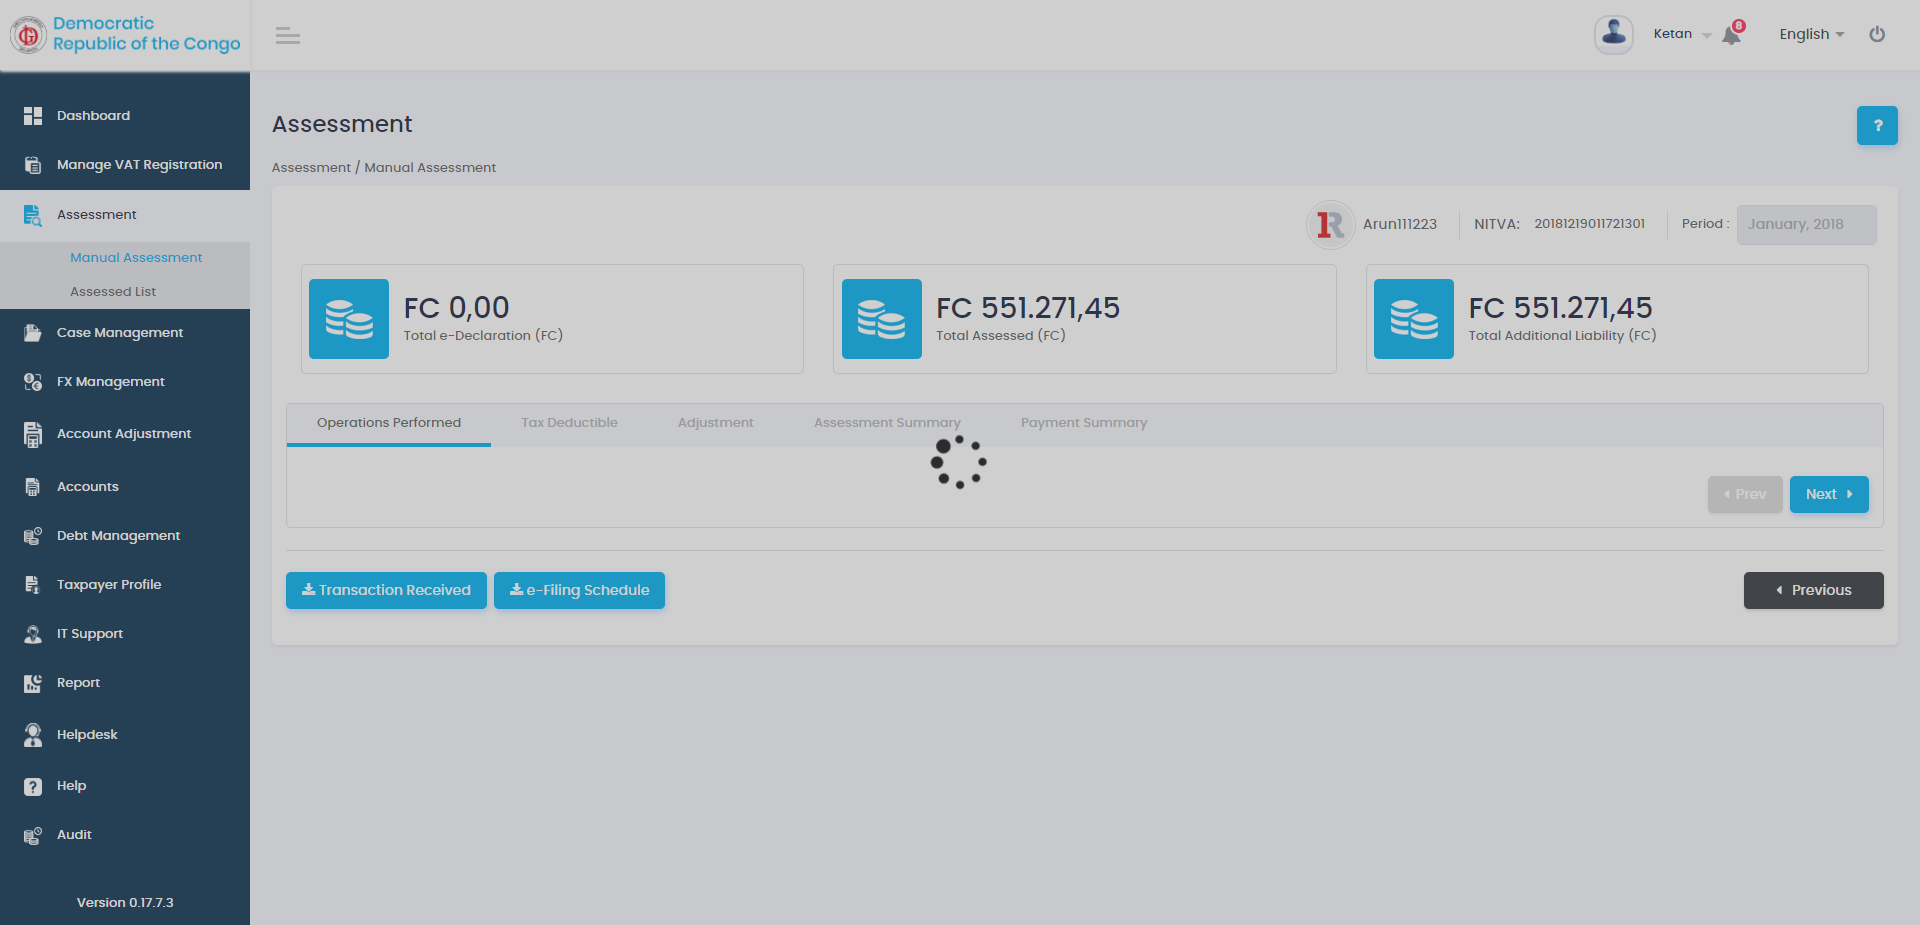 Democratic
Republic of the Congo
Ketan
8
English
Dashboard
Manage VAT Registration
Assessment
Manual Assessment
Assessed List
Case Management
FX Management
Account Adjustment
Accounts
Debt Management
Taxpayer Profile
IT Support
Report
Helpdesk
Help
Audit
Version 0.17.7.3
Assessment
?
Assessment / Manual Assessment
Arun111223
NITVA: 20181219011721301
Period : January, 2018
FC 0,00
Total e-Declaration (FC)
FC 551.271,45
Total Assessed (FC)
FC 551.271,45
Total Additional Liability (FC)
Operations Performed
Tax Deductible
Adjustment
Assessment Summary
Payment Summary
Prev
Next
Transaction Received
e-Filing Schedule
Previous